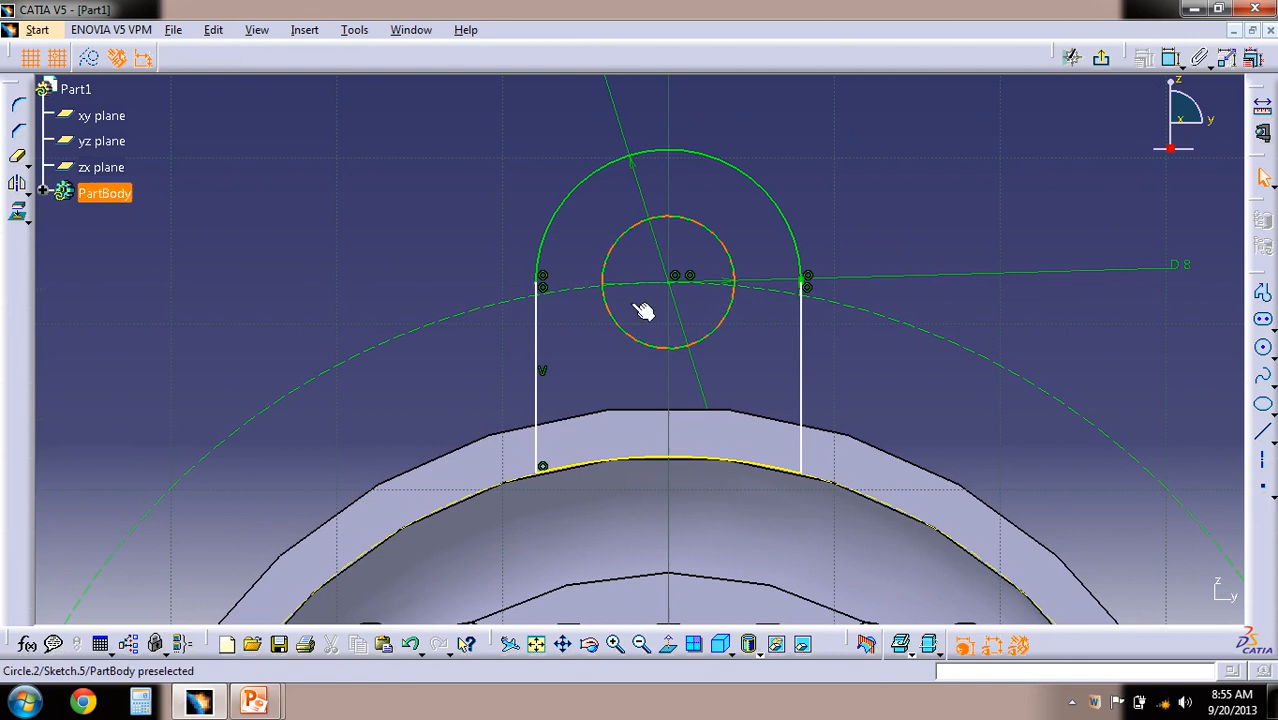 CATIA V5 - [Part1]
Start ENOVIA V5 VPM File Edit View Insert Tools Window Help
Part1
xy plane
yz plane
zx plane
PartBody
z
x
y
D 8
V
z
y
f(x)
DS
CATIA
Circle.2/Sketch.5/PartBody preselected
W
8:55 AM
9/20/2013